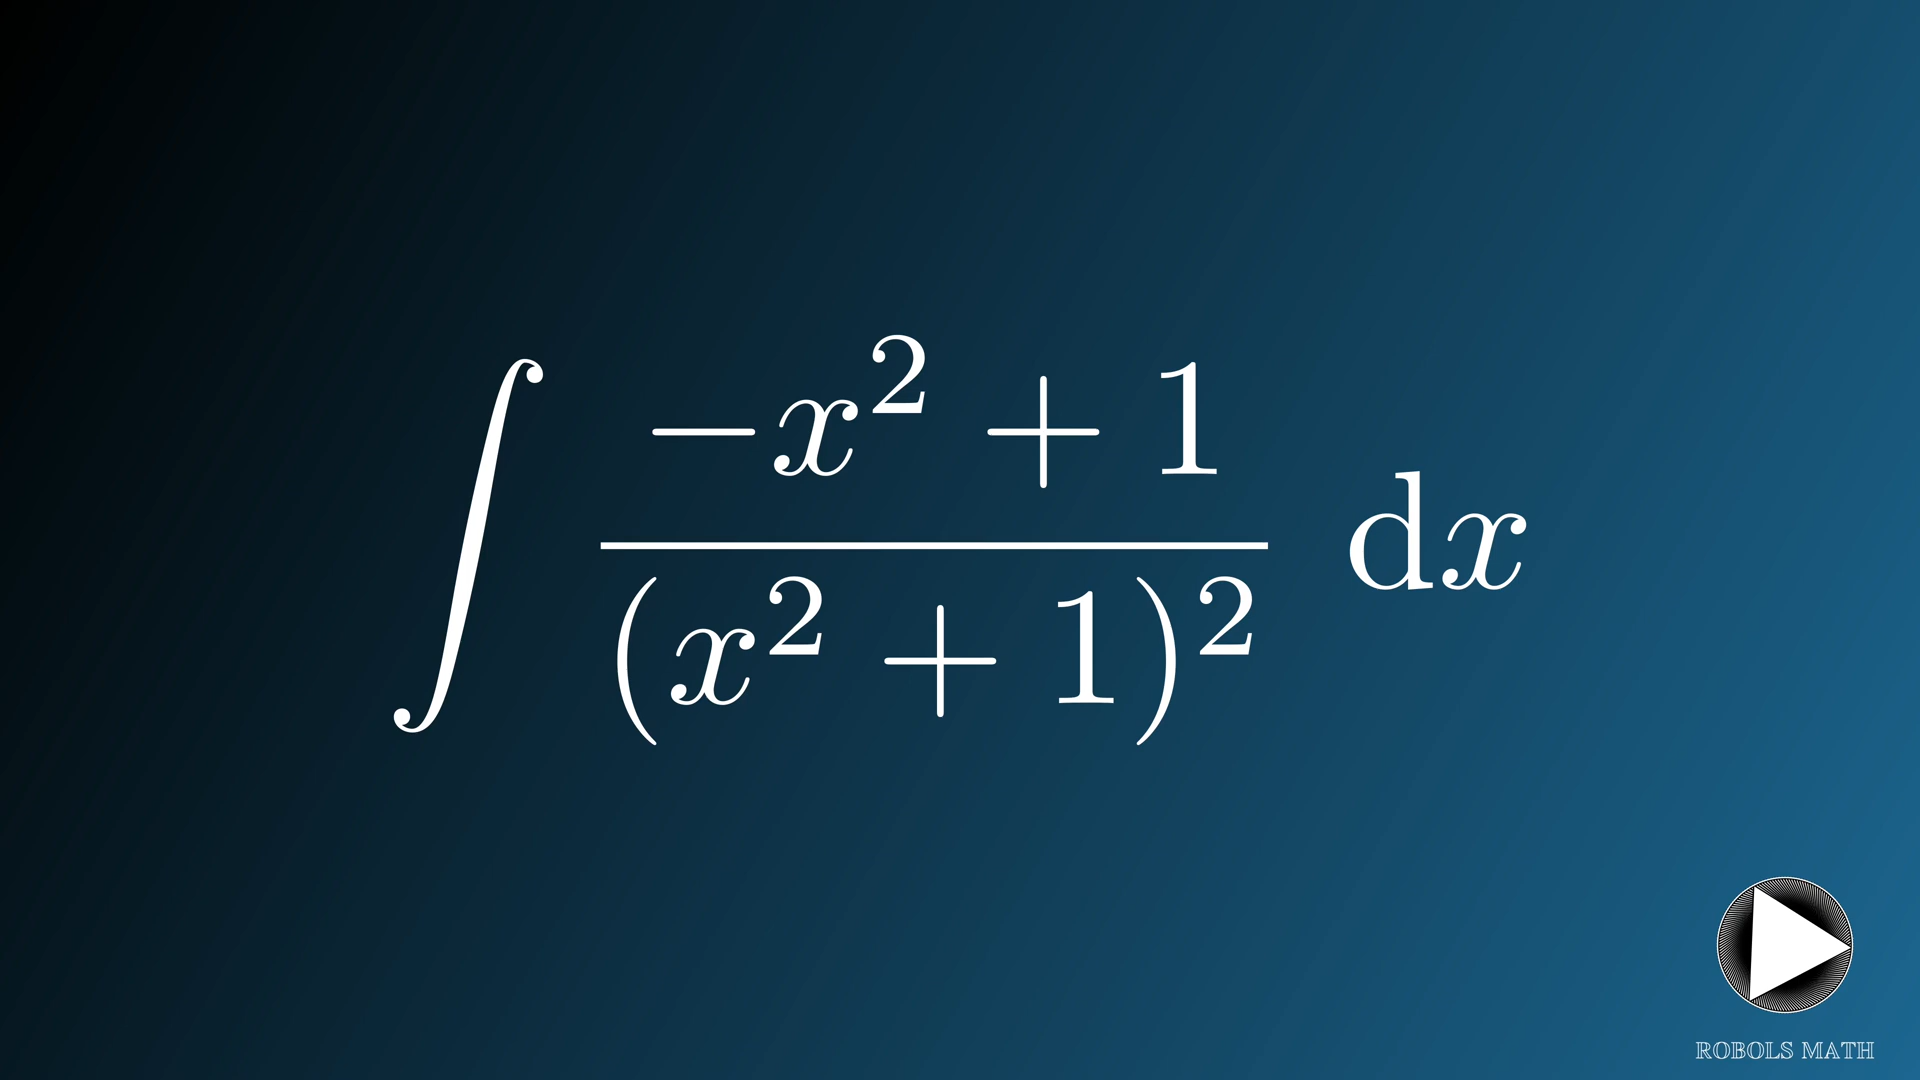 ∫ (-x² + 1)/((x² + 1)²) dx
ROBOLS MATH